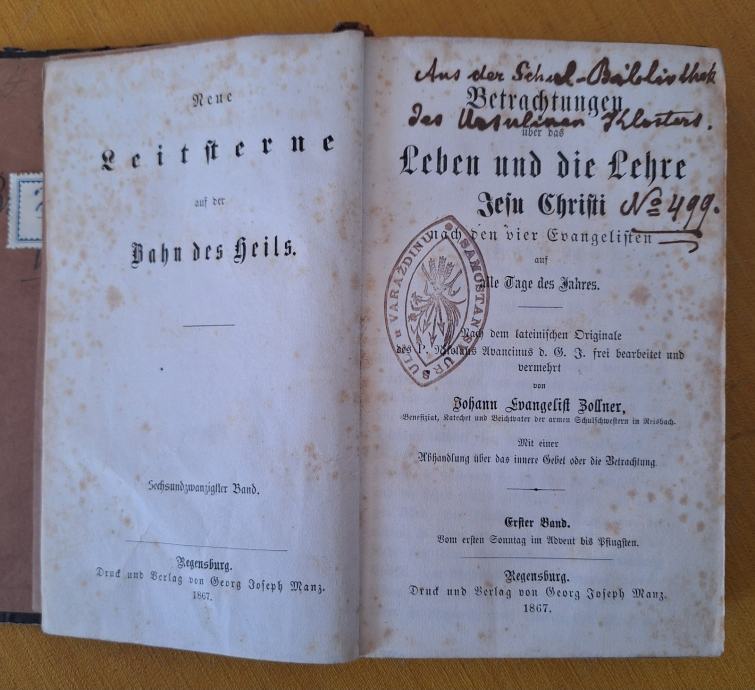 Neue
Leitsterne
auf der
Bahn des Heils.
Sechsundzwanzigster Band.
Regensburg.
Druck und Verlag von Georg Joseph Manz.
1867.
Aus der Schul-Bibliothek
Betrachtungen
des Ursulinen Klosters.
über das
Leben und die Lehre
Jesu Christi
No 499.
nach den vier Evangelisten
auf
alle Tage des Jahres.
SAMOSTAN URSULI U VARAŽDINU
Nach dem lateinischen Originale
des P. Nikolaus Avancinus d. G. J. frei bearbeitet und
vermehrt
von
Johann Evangelist Zollner,
Benefiziat, Katechet und Beichtvater der armen Schulschwestern in Reisbach.
Mit einer
Abhandlung über das innere Gebet oder die Betrachtung.
Erster Band.
Vom ersten Sonntag im Advent bis Pfingsten.
Regensburg.
Druck und Verlag von Georg Joseph Manz.
1867.